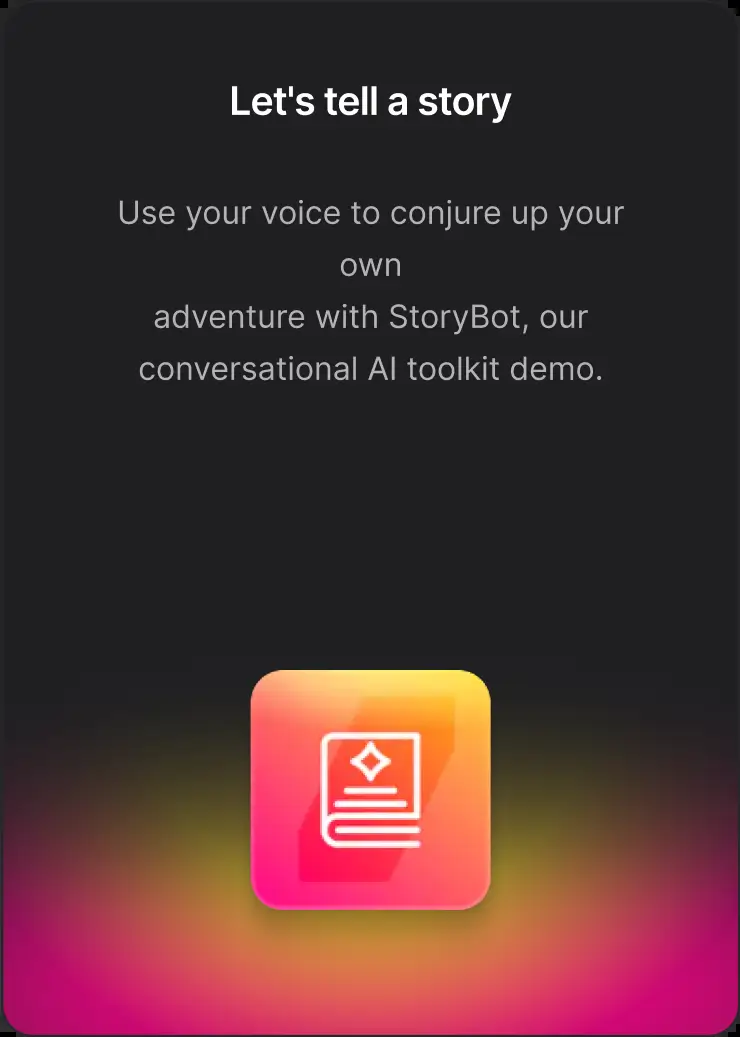 Let's tell a story
Use your voice to conjure up your
own
adventure with StoryBot, our
conversational AI toolkit demo.